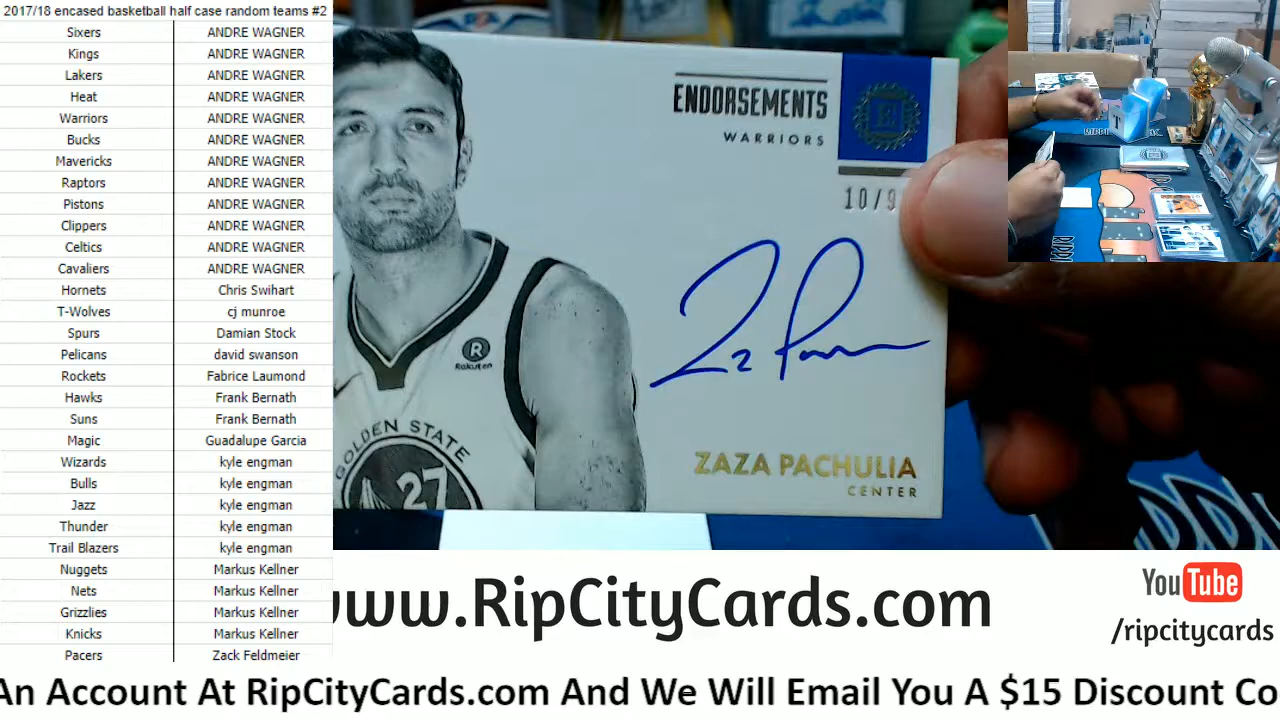 2017/18 encased basketball half case random teams #2
Sixers ANDRE WAGNER
Kings ANDRE WAGNER
Lakers ANDRE WAGNER
Heat ANDRE WAGNER
Warriors ANDRE WAGNER
Bucks ANDRE WAGNER
Mavericks ANDRE WAGNER
Raptors ANDRE WAGNER
Pistons ANDRE WAGNER
Clippers ANDRE WAGNER
Celtics ANDRE WAGNER
Cavaliers ANDRE WAGNER
Hornets Chris Swihart
T-Wolves cj munroe
Spurs Damian Stock
Pelicans david swanson
Rockets Fabrice Laumond
Hawks Frank Bernath
Suns Frank Bernath
Magic Guadalupe Garcia
Wizards kyle engman
Bulls kyle engman
Jazz kyle engman
Thunder kyle engman
Trail Blazers kyle engman
Nuggets Markus Kellner
Nets Markus Kellner
Grizzlies Markus Kellner
Knicks Markus Kellner
Pacers Zack Feldmeier
ENDORSEMENTS
WARRIORS
E
10/9
R
Rakuten
GOLDEN STATE
27
ZAZA PACHULIA
CENTER
www.RipCityCards.com
YouTube
/ripcitycards
An Account At RipCityCards.com And We Will Email You A $15 Discount Co